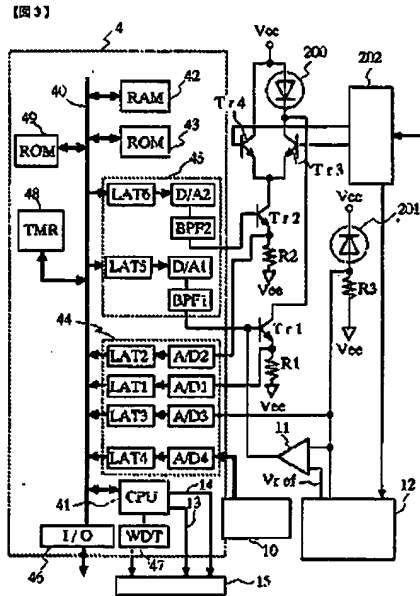 【図3】
4
Vcc
200
202
40
42
RAM
49
43
ROM
ROM
Tr4
Tr3
45
48
LAT6
D/A2
Vcc
TMR
BPF2
Tr2
201
R2
LAT5
D/A1
R3
Vee
BPF1
44
Tr1
Vee
LAT2
A/D2
R1
LAT1
A/D1
Vee
LAT3
A/D3
11
12
LAT4
A/D4
Vref
14
41
CPU
13
I/O
WDT
10
46
47
15